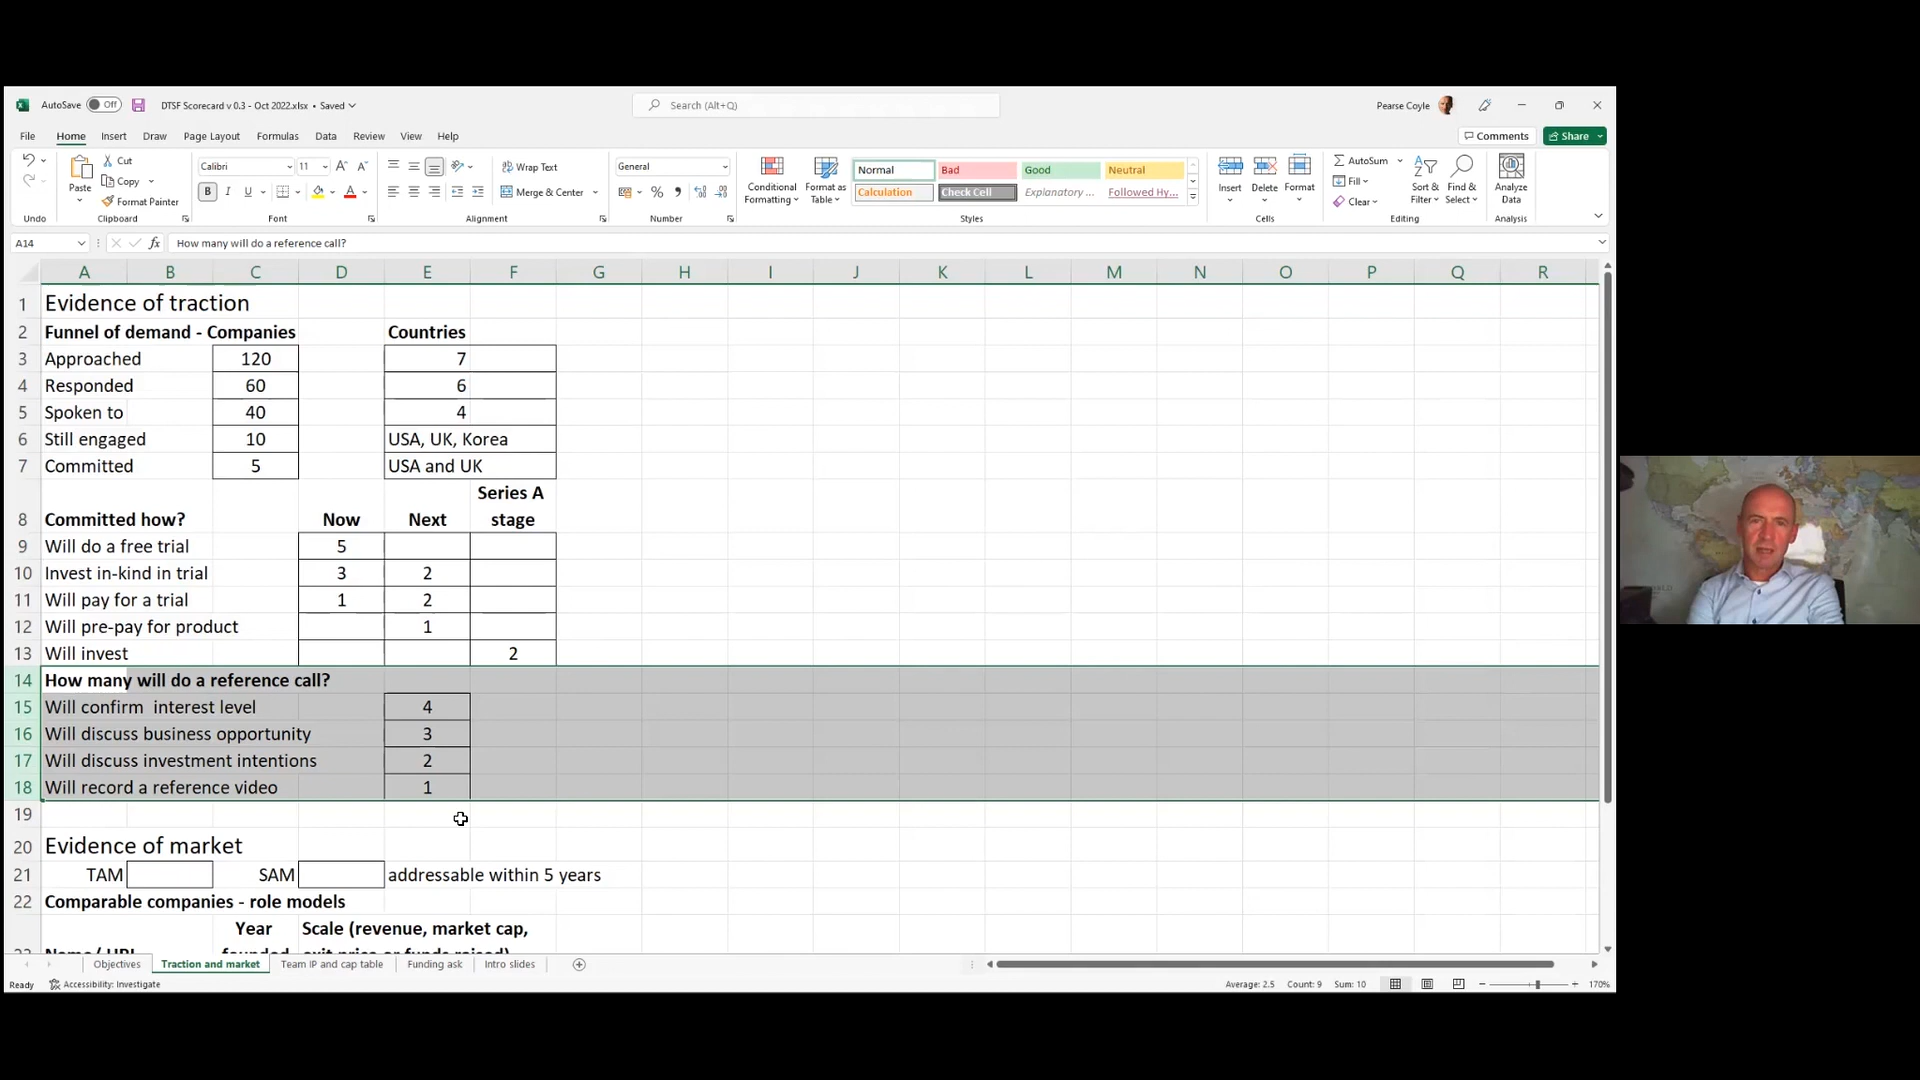 AutoSave Off DTSF Scorecard v 0.3 - Oct 2022.xlsx • Saved Search (Alt+Q) Pearse Coyle
File Home Insert Draw Page Layout Formulas Data Review View Help Comments Share
Paste Cut Copy Format Painter
Calibri 11 B I U A
Wrap Text Merge & Center
General
Conditional Formatting Format as Table
Normal Bad Good Neutral
Calculation Check Cell Explanatory ... Followed Hy...
Insert Delete Format
AutoSum Fill Clear
Sort & Filter Find & Select Analyze Data
Undo Clipboard Font Alignment Number Styles Cells Editing Analysis
A14 fx How many will do a reference call?
A B C D E F G H I J K L M N O P Q R
1 Evidence of traction
2 Funnel of demand - Companies Countries
3 Approached 120 7
4 Responded 60 6
5 Spoken to 40 4
6 Still engaged 10 USA, UK, Korea
7 Committed 5 USA and UK
8 Committed how? Now Next Series A stage
9 Will do a free trial 5
10 Invest in-kind in trial 3 2
11 Will pay for a trial 1 2
12 Will pre-pay for product 1
13 Will invest 2
14 How many will do a reference call?
15 Will confirm interest level 4
16 Will discuss business opportunity 3
17 Will discuss investment intentions 2
18 Will record a reference video 1
19
20 Evidence of market
21 TAM SAM addressable within 5 years
22 Comparable companies - role models
Year Scale (revenue, market cap,
23 Name/ URL founded exit price or funds raised)
Objectives Traction and market Team IP and cap table Funding ask Intro slides
Ready Accessibility: Investigate Average: 2.5 Count: 9 Sum: 10 170%